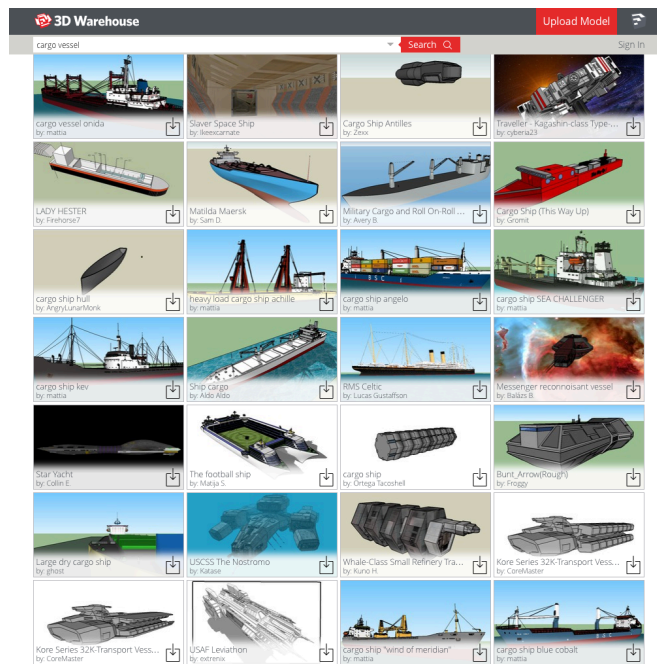 3D Warehouse
Upload Model
cargo vessel
Search
Sign In
cargo vessel onida
by: mattia
Slaver Space Ship
by: Ikeexcarnate
Cargo Ship Antilles
by: Zexx
Traveller - Kagashin-class Type-...
by: cyberia23
LADY HESTER
by: Firehorse7
Matilda Maersk
by: Sam D.
Military Cargo and Roll On-Roll ...
by: Avery B.
Cargo Ship (This Way Up)
by: Gromit
cargo ship hull
by: AngryLunarMonk
heavy load cargo ship achille
by: mattia
cargo ship angelo
by: mattia
cargo ship SEA CHALLENGER
by: mattia
cargo ship kev
by: mattia
Ship cargo
by: Aldo Aldo
RMS Celtic
by: Lucas Gustaffson
Messenger reconnoisant vessel
by: Balázs B.
Star Yacht
by: Collin E.
The football ship
by: Matija S.
cargo ship
by: Ortega Tacoshell
Bunt_Arrow(Rough)
by: Froggy
Large dry cargo ship
by: ghost
USCSS The Nostromo
by: Katase
Whale-Class Small Refinery Tra...
by: Kuno H.
Kore Series 32K-Transport Vess...
by: CoreMaster
Kore Series 32K-Transport Vess...
by: CoreMaster
USAF Leviathon
by: extrenix
cargo ship "wind of meridian"
by: mattia
cargo ship blue cobalt
by: mattia